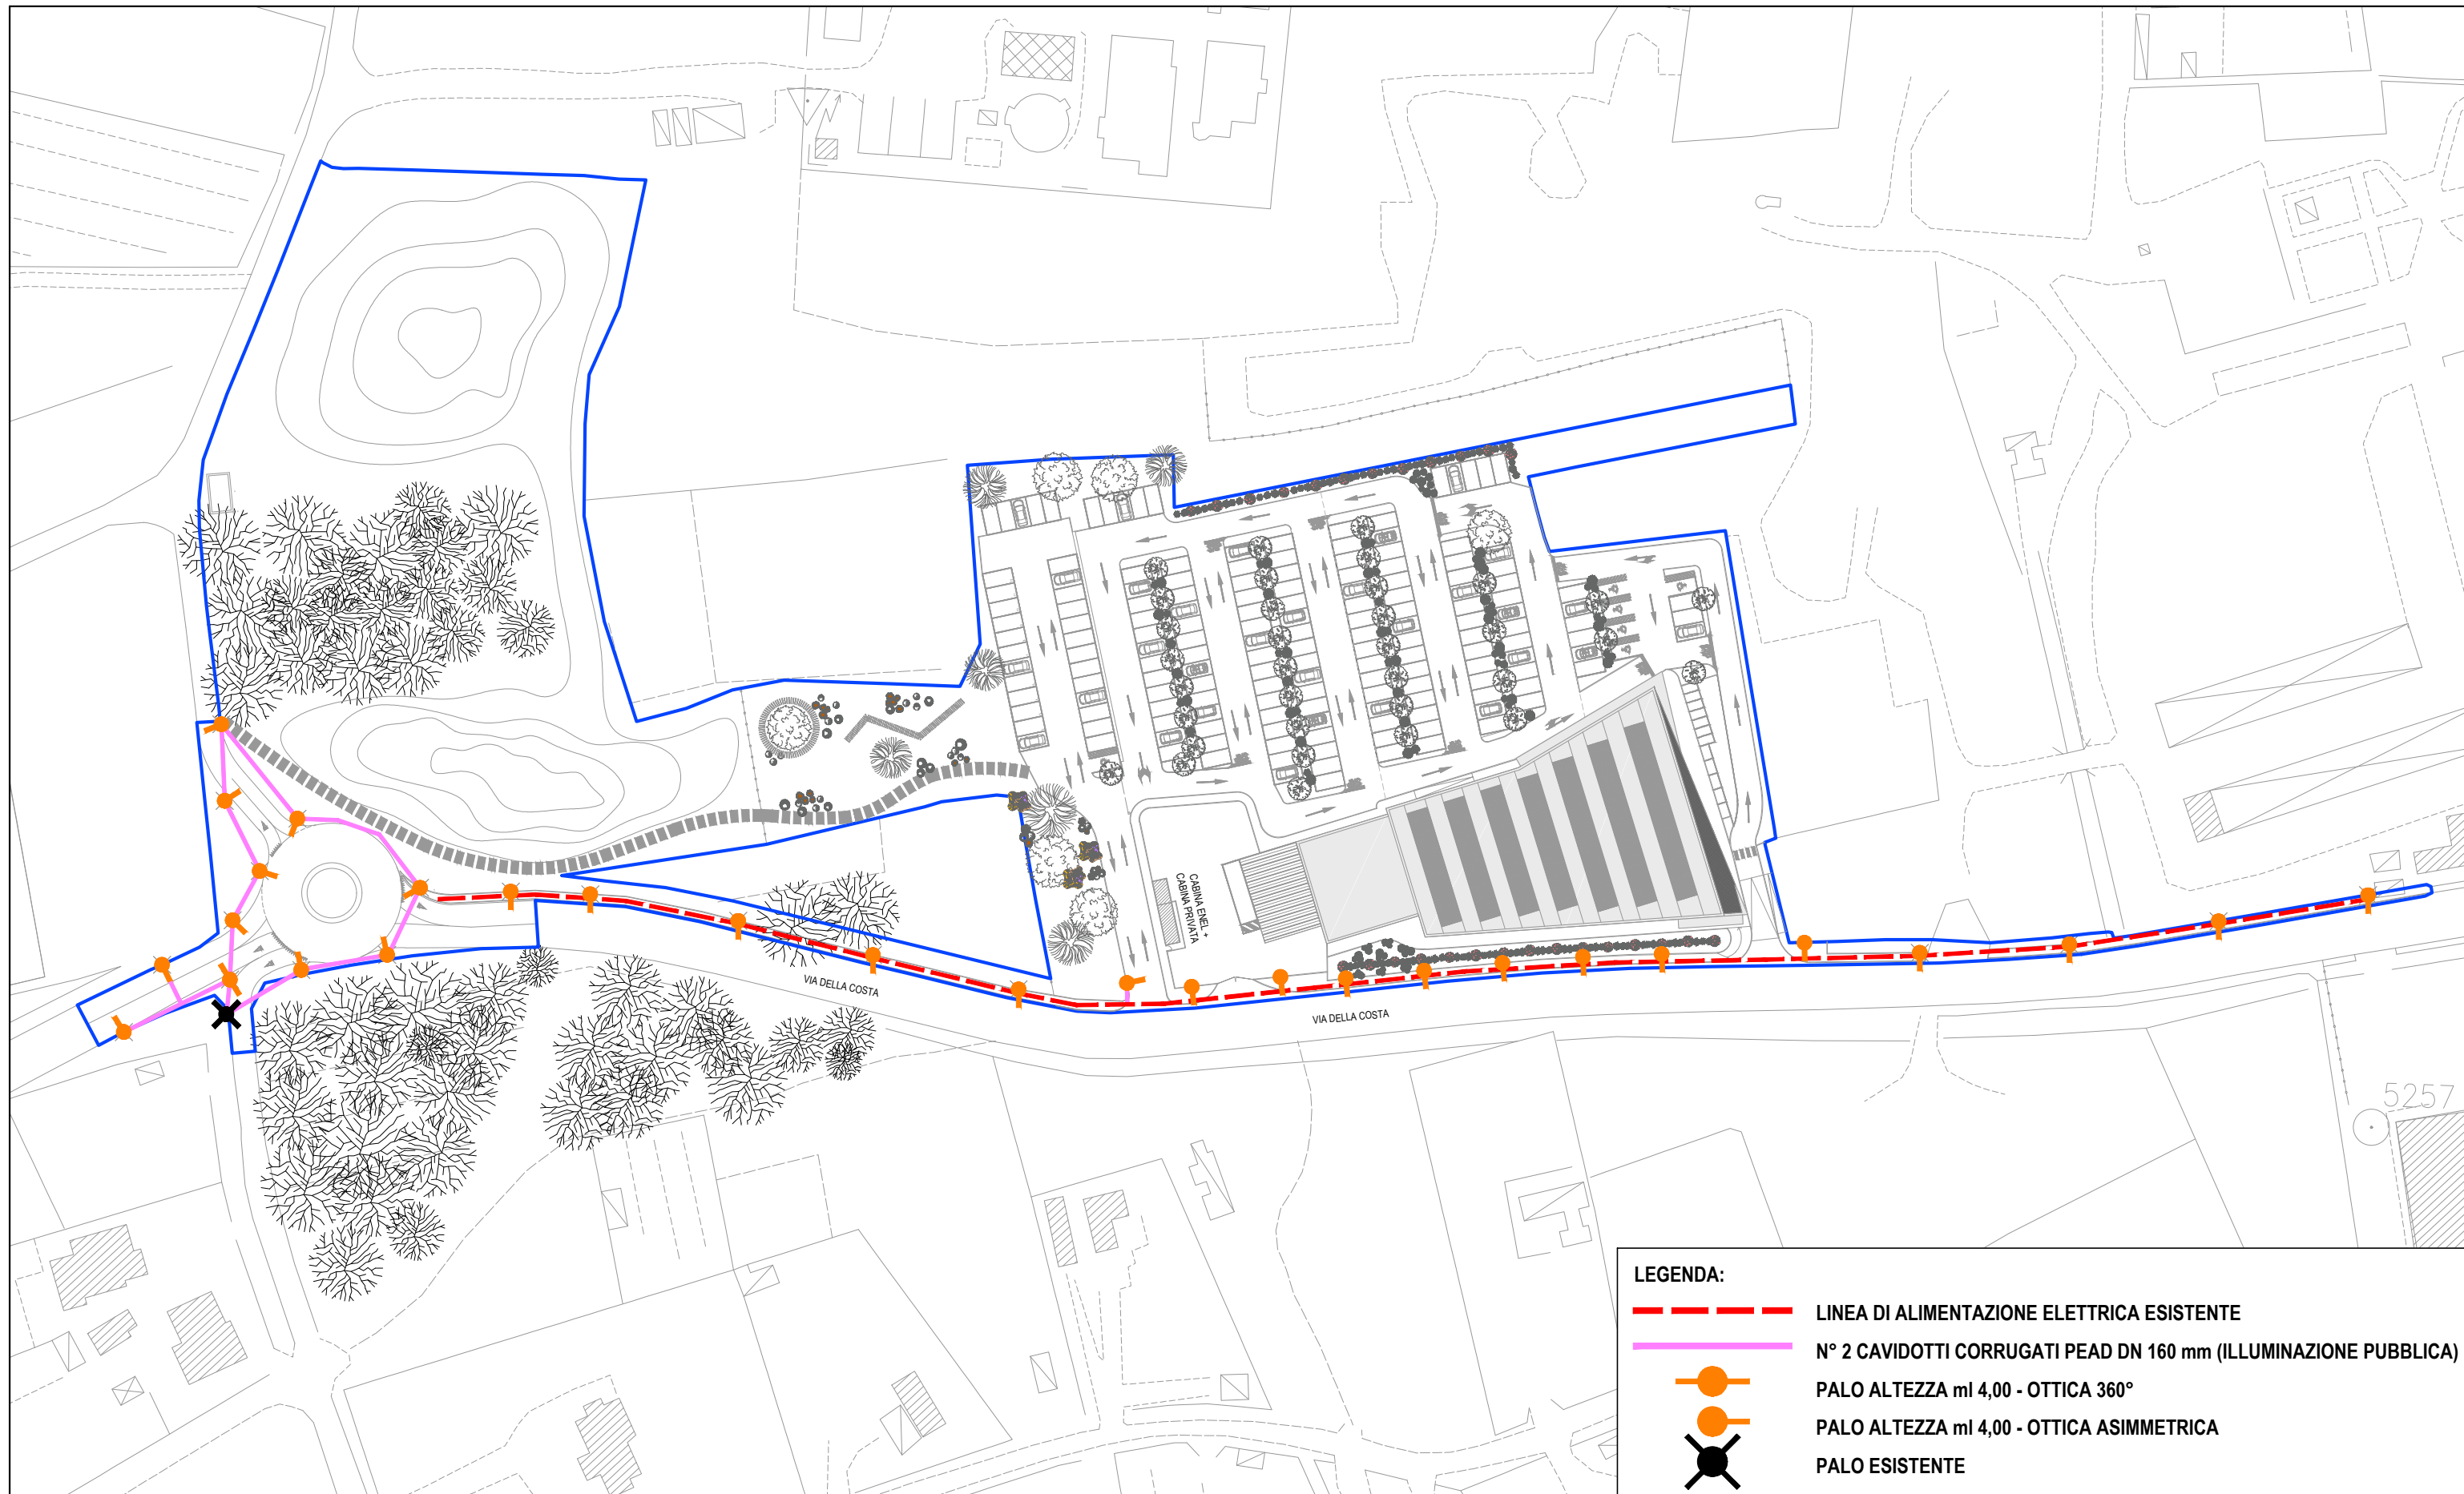 CABINA ENEL +
CABINA PRIVATA
VIA DELLA COSTA
VIA DELLA COSTA
5257
LEGENDA:
LINEA DI ALIMENTAZIONE ELETTRICA ESISTENTE
N° 2 CAVIDOTTI CORRUGATI PEAD DN 160 mm (ILLUMINAZIONE PUBBLICA)
PALO ALTEZZA ml 4,00 - OTTICA 360°
PALO ALTEZZA ml 4,00 - OTTICA ASIMMETRICA
PALO ESISTENTE